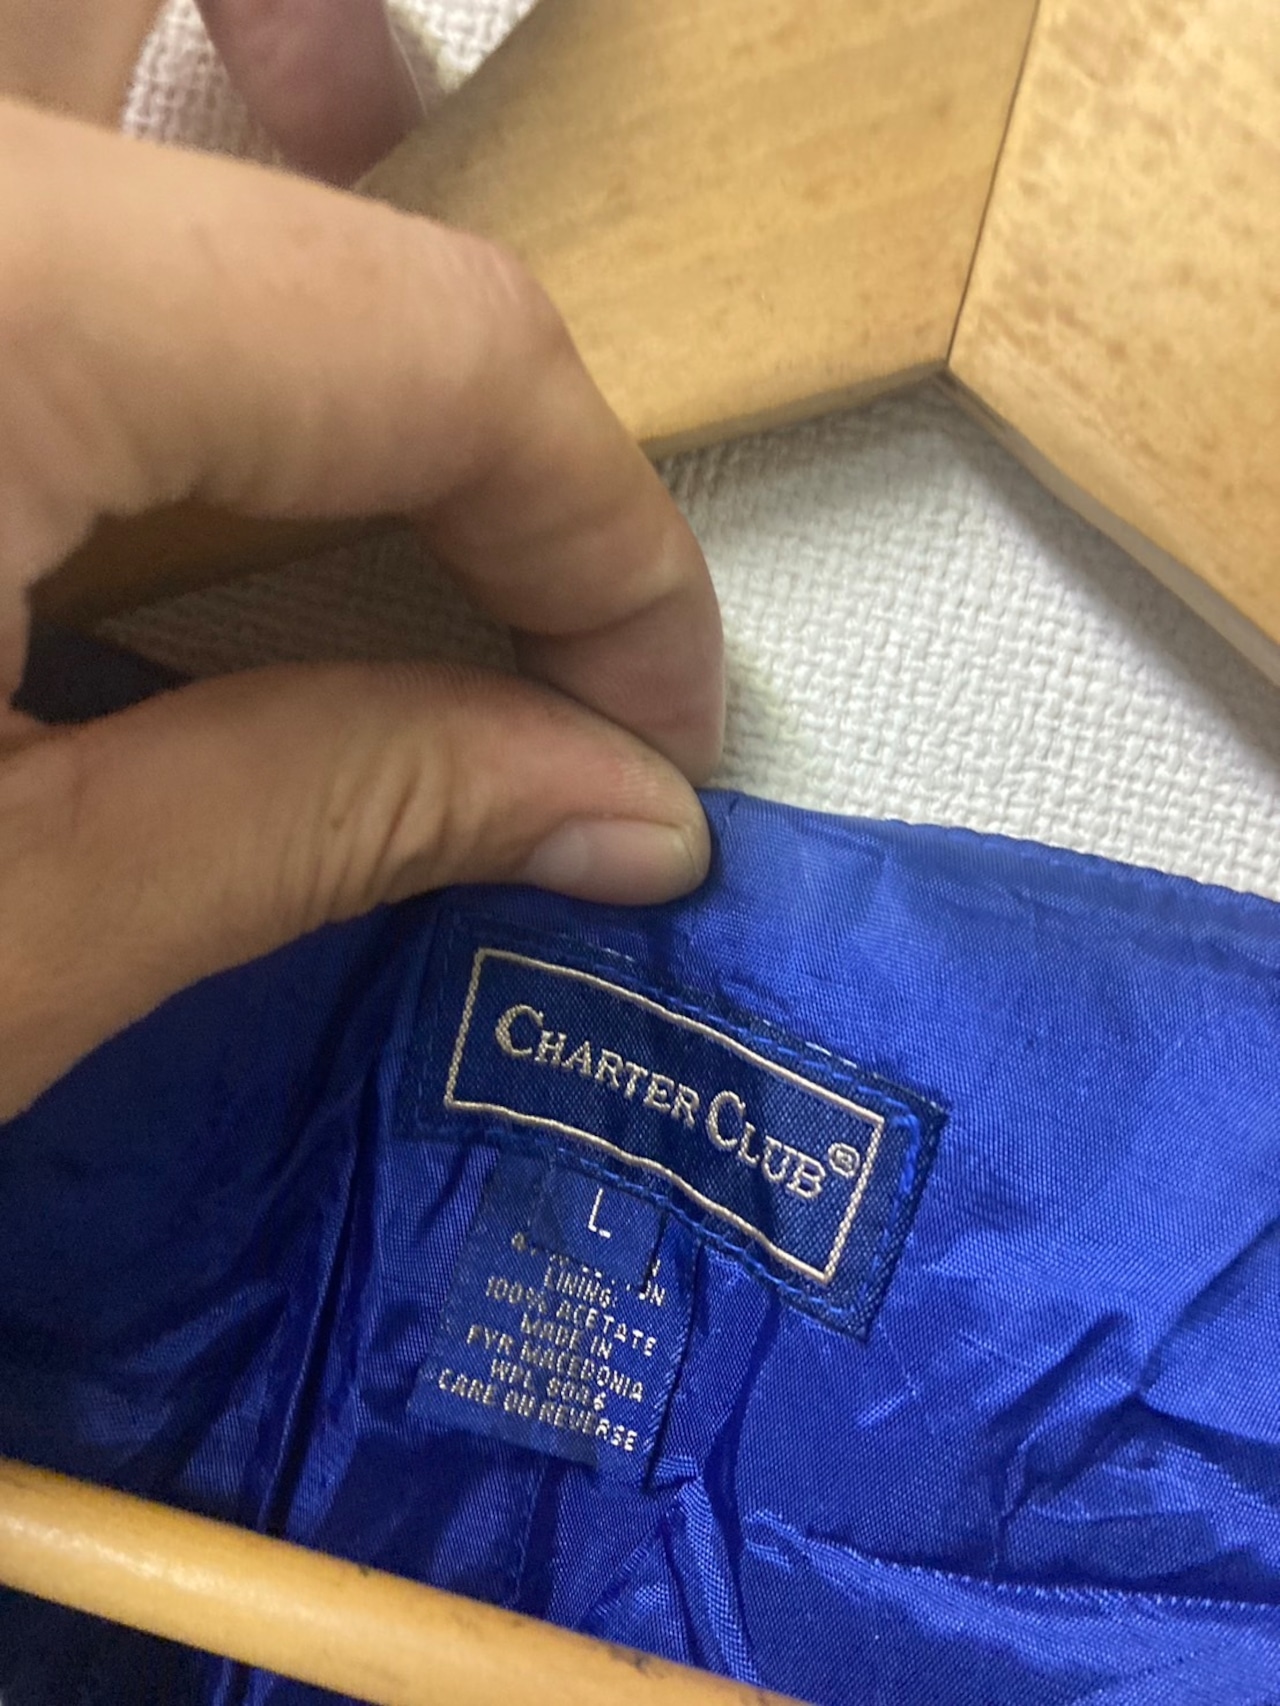 CHARTER CLUB®
L
LINING:
100% ACETATE
MADE IN
FYR MACEDONIA
WPL 8086
CARE ON REVERSE